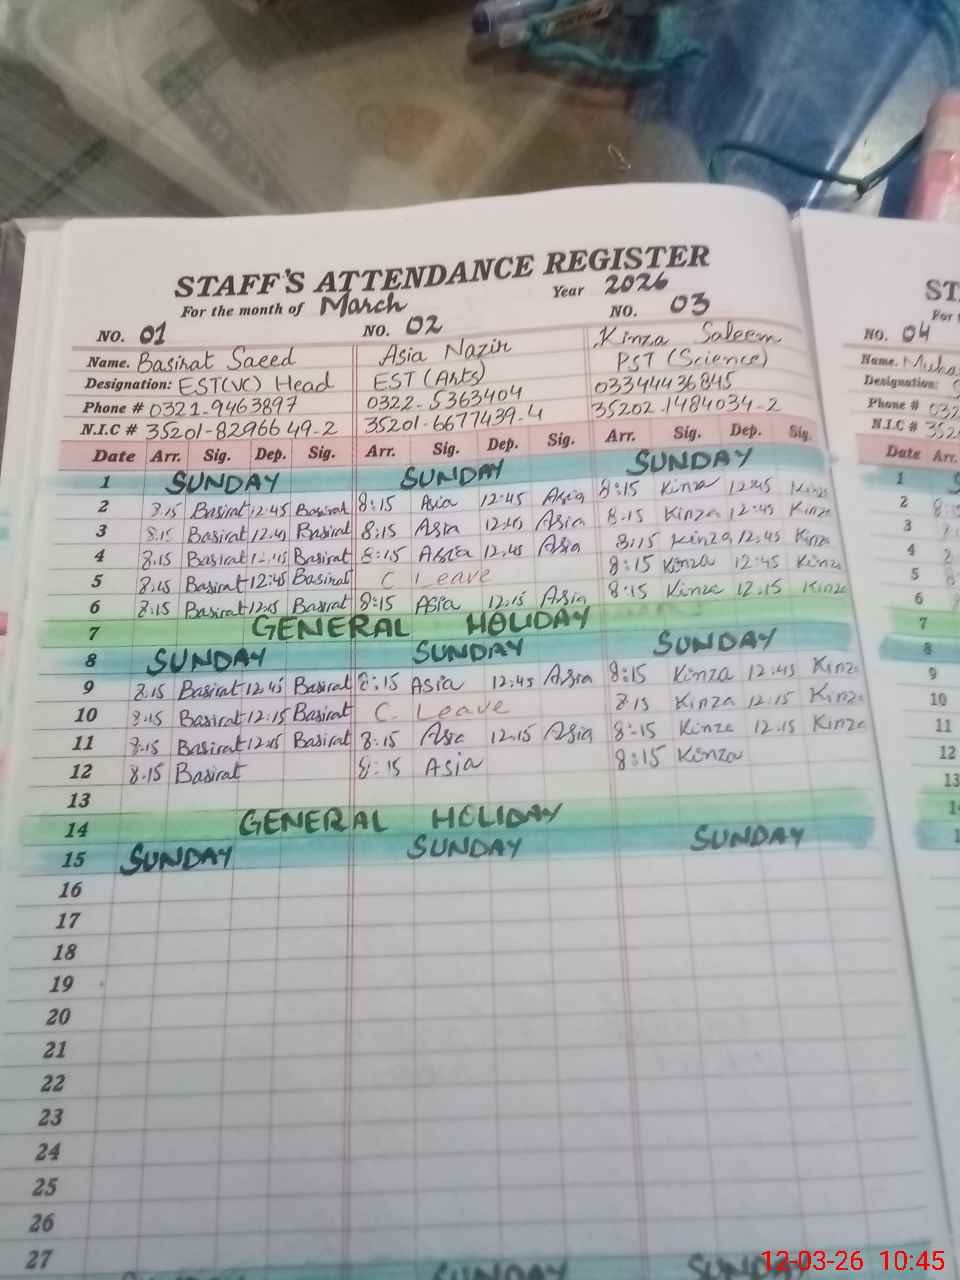 STAFF'S ATTENDANCE REGISTER
For the month of March Year 2026
NO. 01 NO. 02 NO. 03
Name. Basirat Saeed Asia Nazir Kinza Saleem
Designation: EST(VC) Head EST (Arts) PST (Science)
Phone # 0321-9463897 0322-5363404 03344436845
N.I.C # 35201-8296649-2 35201-6677439-4 35202-1484034-2
Date Arr. Sig. Dep. Sig. Arr. Sig. Dep. Sig. Arr. Sig. Dep. Sig.
1 SUNDAY SUNDAY SUNDAY
2 8.15 Basirat 12:45 Basirat 8:15 Asia 12:45 Asia 8:15 Kinza 12:45 Kinza
3 8.15 Basirat 12:45 Basirat 8:15 Asia 12:45 Asia 8.15 Kinza 12:45 Kinza
4 8.15 Basirat Basirat 8:15 Asia 12.45 Asia 8:15 Kinza 12.45 Kinza
5 8.15 Basirat 12:45 Basirat C Leave 8:15 Kinza 12:45 Kinza
6 8.15 Basirat 12:15 Basirat 8:15 Asia 12.15 Asia 8:15 Kinza 12.15 Kinza
7 GENERAL HOLIDAY
8 SUNDAY SUNDAY SUNDAY
9 8.15 Basirat 12:45 Basirat 8:15 Asia 12:45 Asia 8:15 Kinza 12:45 Kinza
10 8:15 Basirat 12:15 Basirat C. Leave 8:15 Kinza 12:15 Kinza
11 8.15 Basirat 12:15 Basirat 8:15 Asia 12.15 Asia 8:15 Kinza 12.15 Kinza
12 8.15 Basirat 8:15 Asia 8:15 Kinza
13
14 GENERAL HOLIDAY
15 SUNDAY SUNDAY SUNDAY
16
17
18
19
20
21
22
23
24
25
26
27
NO. 04
Name.
Designation:
Phone #
N.I.C #
Date Arr.
1
2
3
4
5
6
7
8
9
10
11
12
13
12-03-26 10:45